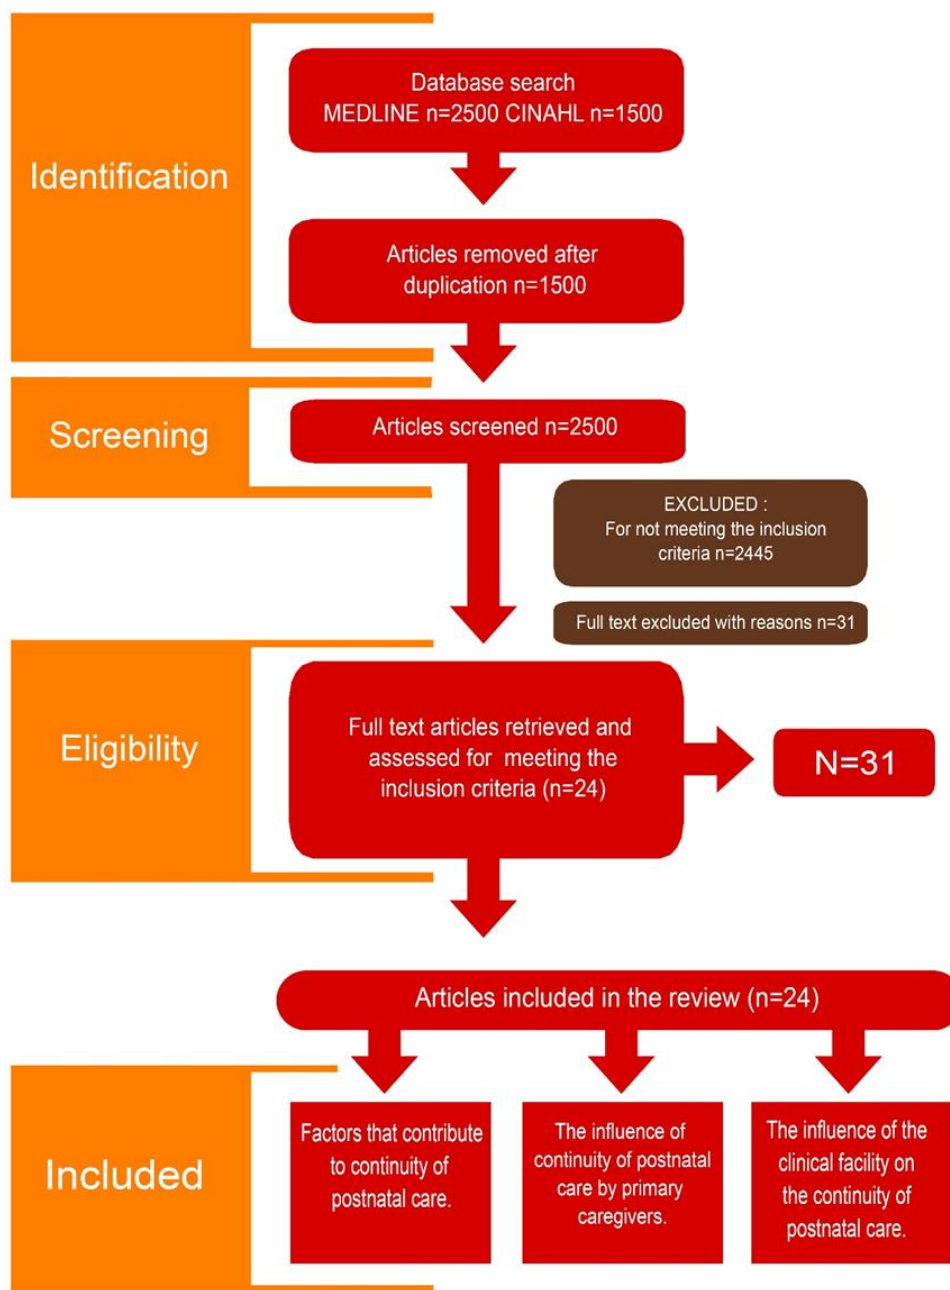 Identification
Database search
MEDLINE n=2500 CINAHL n=1500
Articles removed after
duplication n=1500
Screening
Articles screened n=2500
EXCLUDED :
For not meeting the inclusion
criteria n=2445
Full text excluded with reasons n=31
Eligibility
Full text articles retrieved and
assessed for meeting the
inclusion criteria (n=24)
N=31
Articles included in the review (n=24)
Included
Factors that contribute
to continuity of
postnatal care.
The influence of
continuity of postnatal
care by primary
caregivers.
The influence of the
clinical facility on
the continuity of
postnatal care.